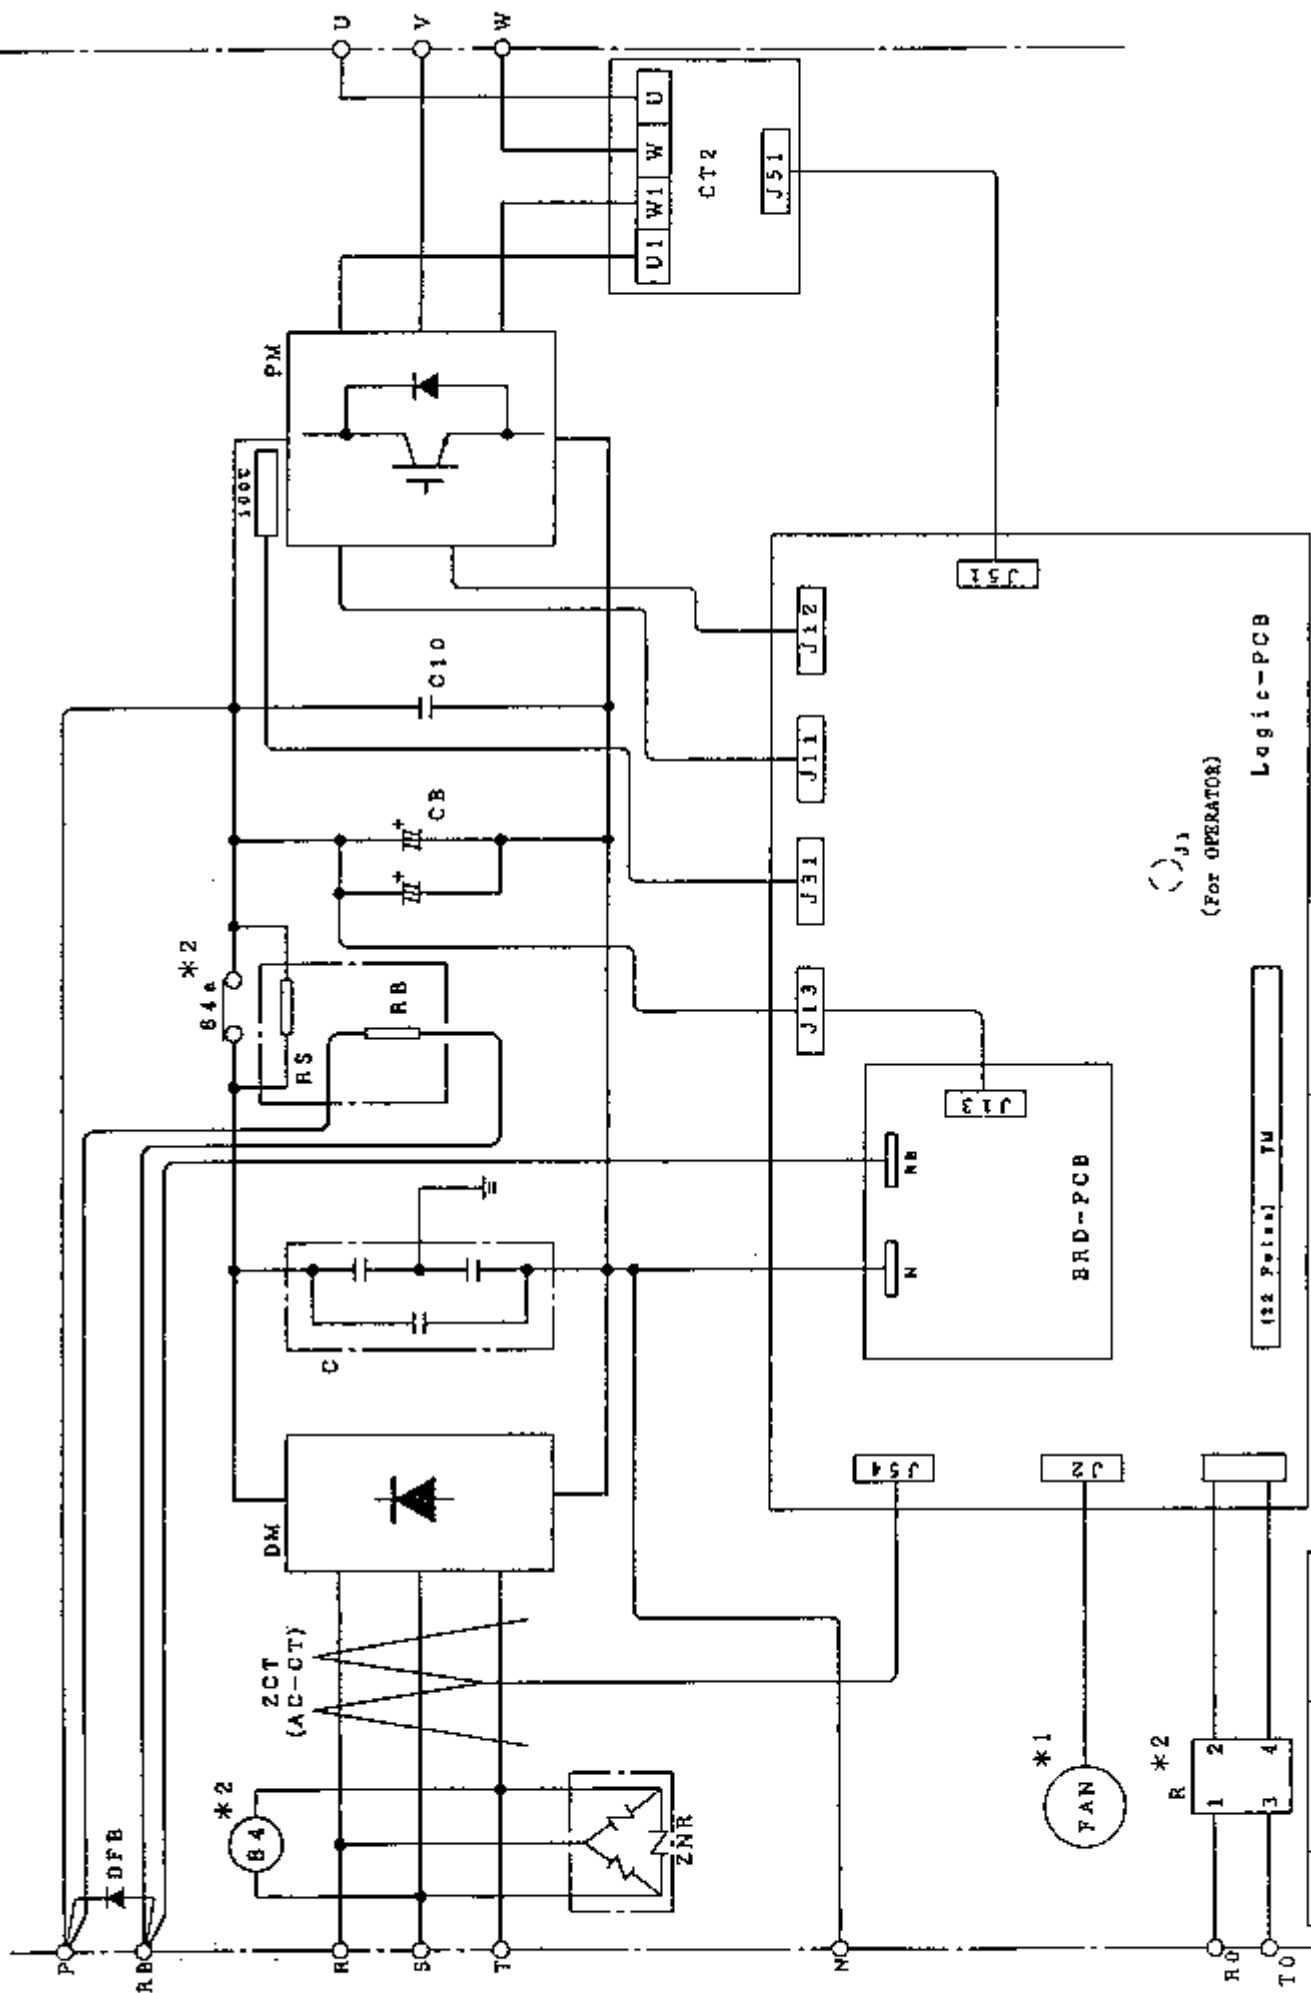 P
RB
DFB
R
S
T
N
R0
T0
84
*2
ZNR
ZCT
(AC-CT)
FAN
*1
R
*2
1
2
3
4
DM
C
RS
RB
84a
*2
CB
C10
100℃
PM
U
V
W
U1
W1
W
U
CT2
J51
J51
J12
J11
J31
J13
J13
RB
N
BRD-PCB
J54
J2
J1
(For OPERATOR)
Logic-PCB
TM